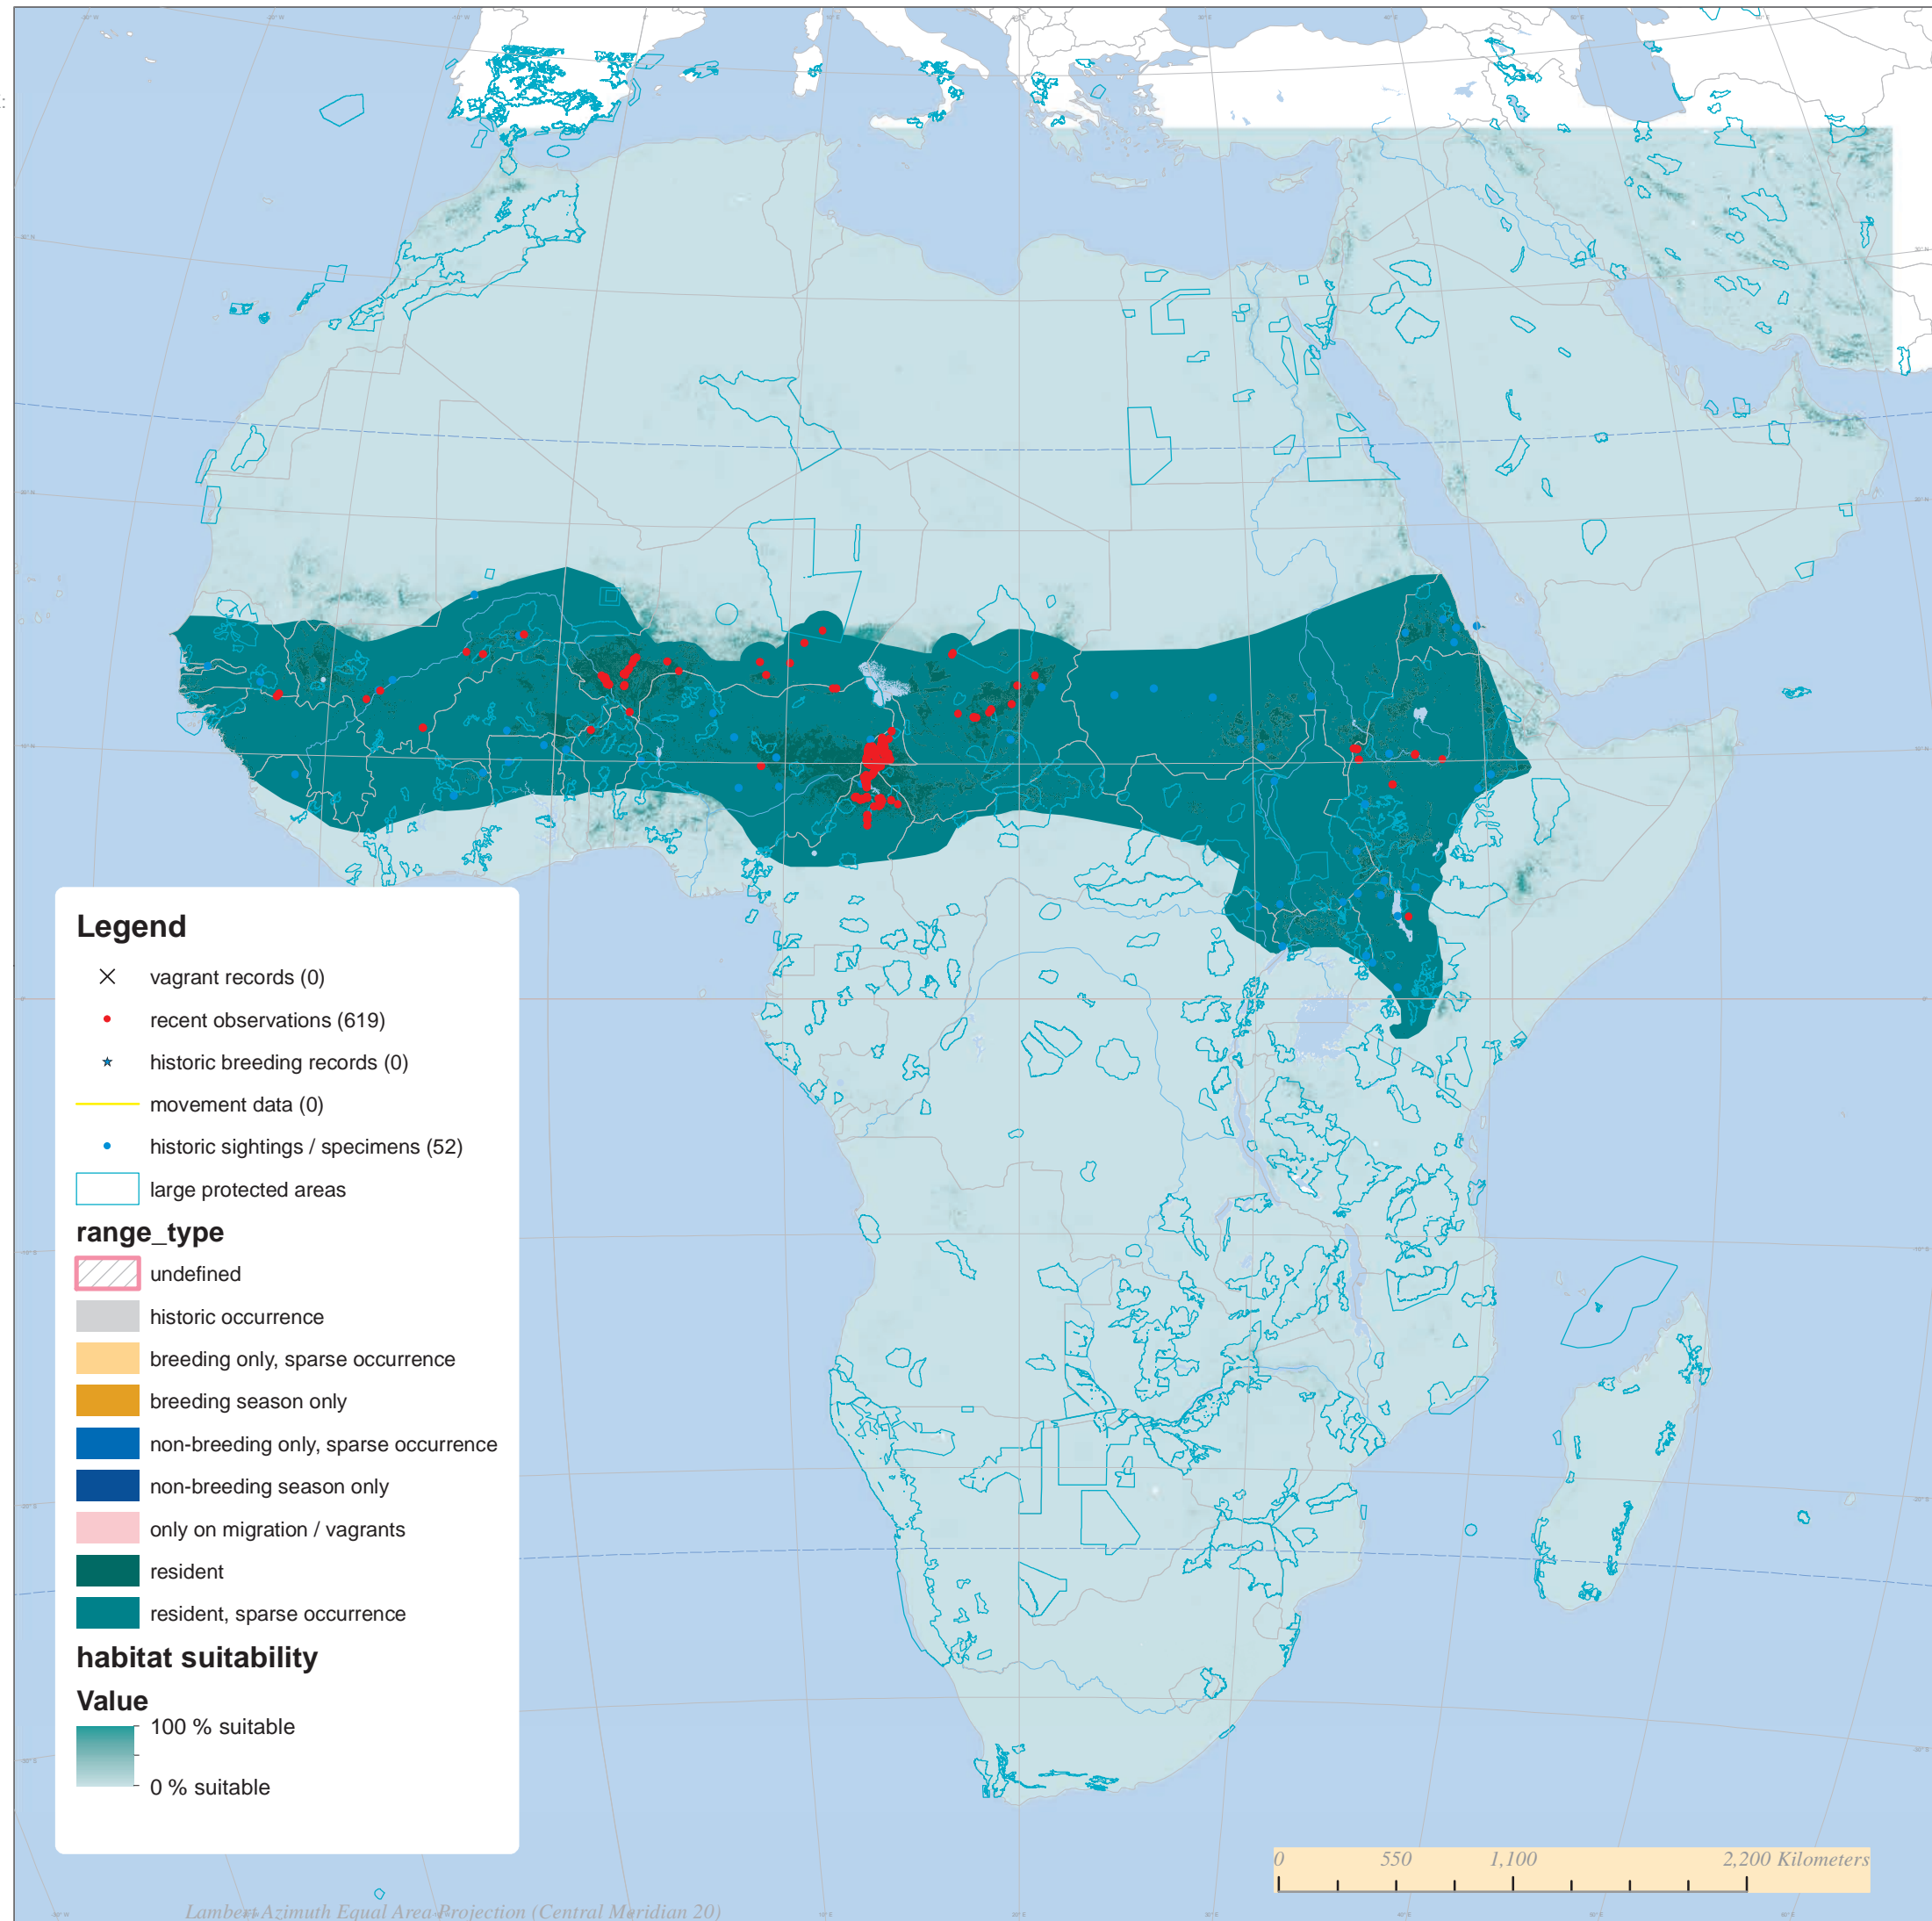 Legend
vagrant records (0)
recent observations (619)
historic breeding records (0)
movement data (0)
historic sightings / specimens (52)
large protected areas
range_type
undefined
historic occurrence
breeding only, sparse occurrence
breeding season only
non-breeding only, sparse occurrence
non-breeding season only
only on migration / vagrants
resident
resident, sparse occurrence
habitat suitability
Value
100 % suitable
0 % suitable
0 550 1,100 2,200 Kilometers
Lambert Azimuth Equal Area Projection (Central Meridian 20)